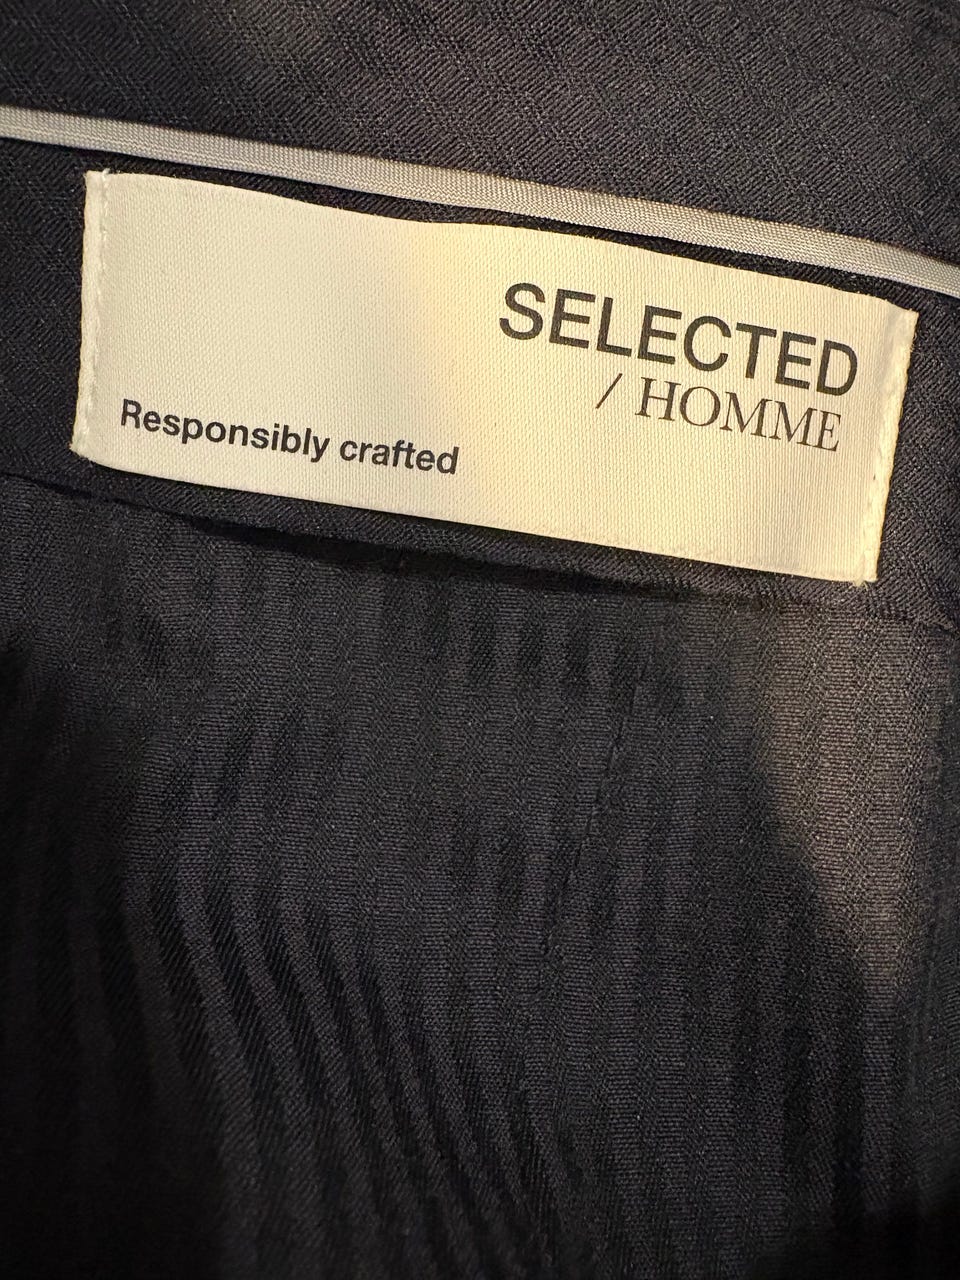 SELECTED
/ HOMME
Responsibly crafted